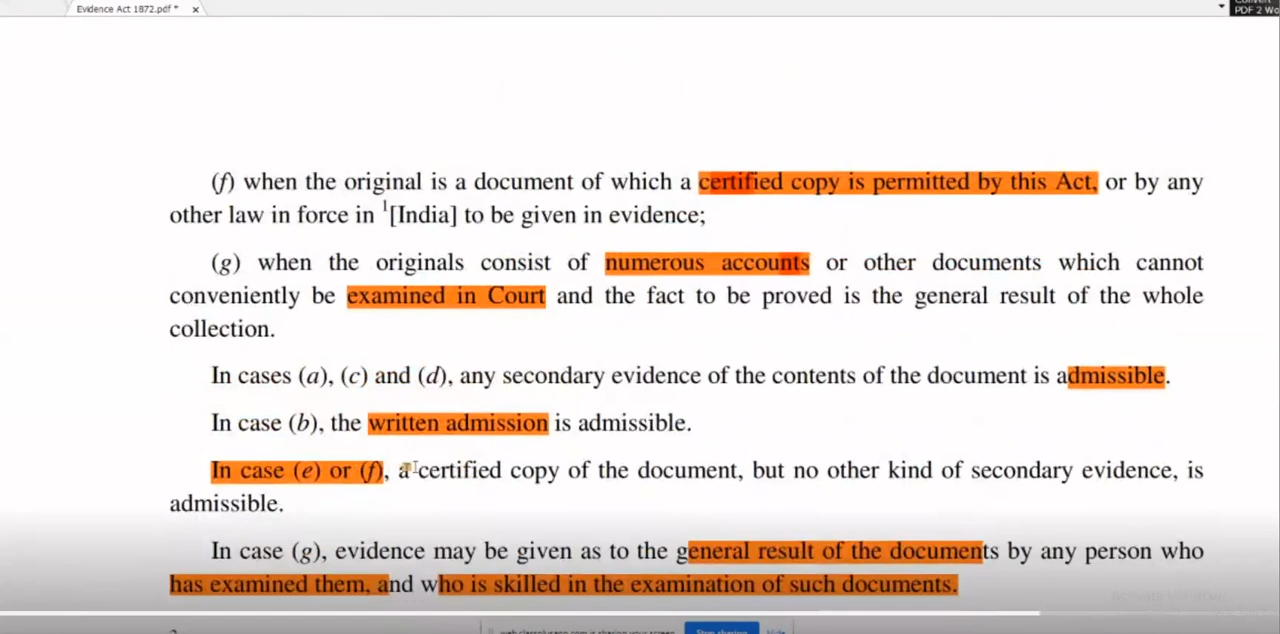 Evidence Act 1872.pdf * x
PDF 2 Wo
(f) when the original is a document of which a certified copy is permitted by this Act, or by any
other law in force in 1[India] to be given in evidence;
(g) when the originals consist of numerous accounts or other documents which cannot
conveniently be examined in Court and the fact to be proved is the general result of the whole
collection.
In cases (a), (c) and (d), any secondary evidence of the contents of the document is admissible.
In case (b), the written admission is admissible.
In case (e) or (f), a certified copy of the document, but no other kind of secondary evidence, is
admissible.
In case (g), evidence may be given as to the general result of the documents by any person who
has examined them, and who is skilled in the examination of such documents.